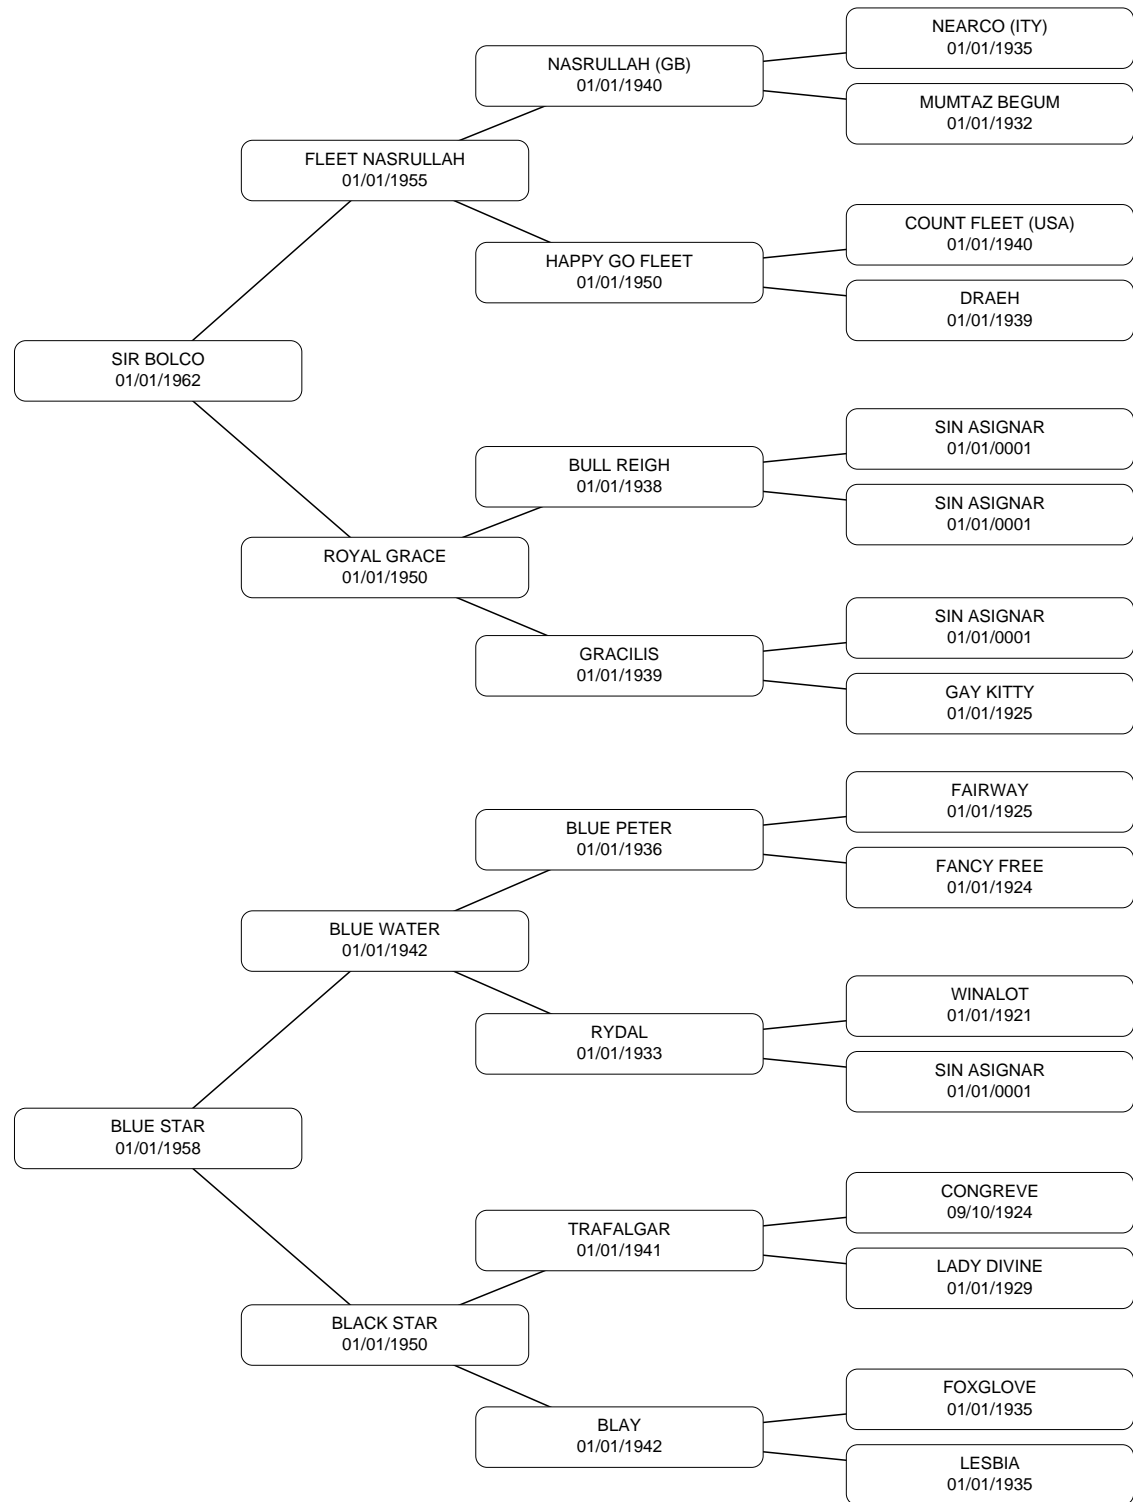 NEARCO (ITY)
01/01/1935
NASRULLAH (GB)
01/01/1940
MUMTAZ BEGUM
01/01/1932
FLEET NASRULLAH
01/01/1955
COUNT FLEET (USA)
01/01/1940
HAPPY GO FLEET
01/01/1950
DRAEH
01/01/1939
SIR BOLCO
01/01/1962
SIN ASIGNAR
01/01/0001
BULL REIGH
01/01/1938
SIN ASIGNAR
01/01/0001
ROYAL GRACE
01/01/1950
SIN ASIGNAR
01/01/0001
GRACILIS
01/01/1939
GAY KITTY
01/01/1925
FAIRWAY
01/01/1925
BLUE PETER
01/01/1936
FANCY FREE
01/01/1924
BLUE WATER
01/01/1942
WINALOT
01/01/1921
RYDAL
01/01/1933
SIN ASIGNAR
01/01/0001
BLUE STAR
01/01/1958
CONGREVE
09/10/1924
TRAFALGAR
01/01/1941
LADY DIVINE
01/01/1929
BLACK STAR
01/01/1950
FOXGLOVE
01/01/1935
BLAY
01/01/1942
LESBIA
01/01/1935